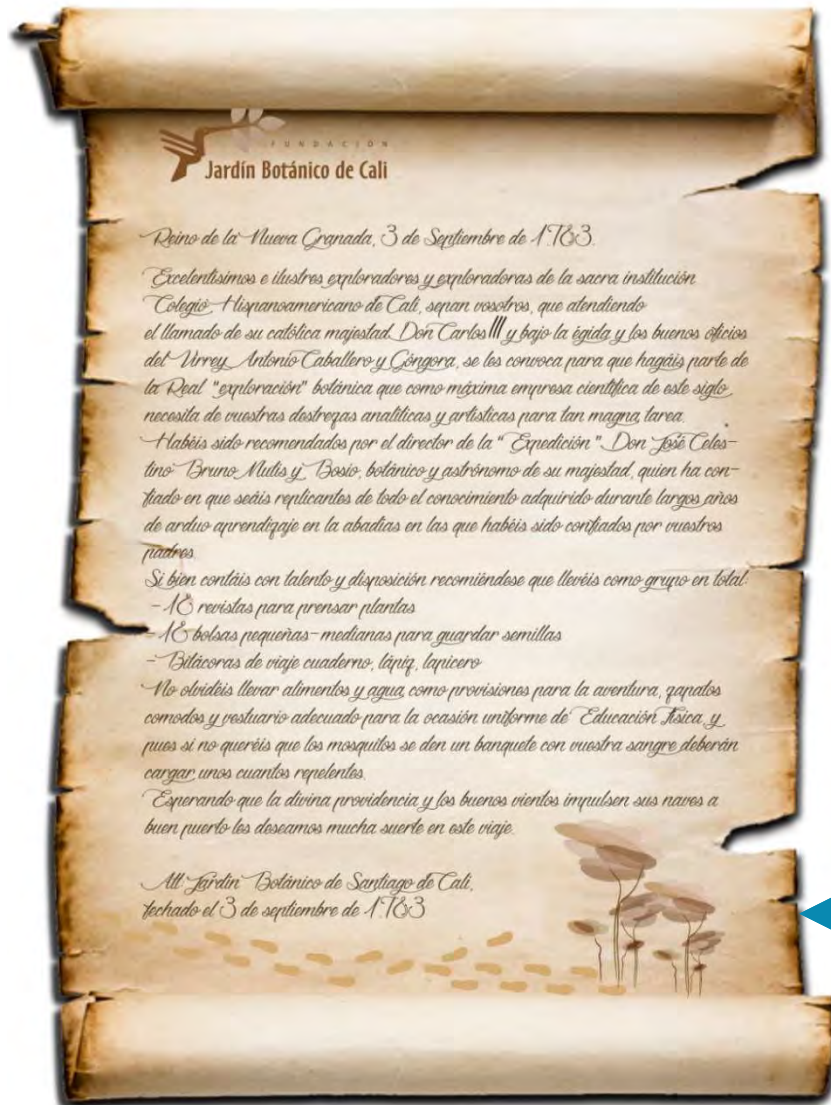 FUNDACIÓN
Jardín Botánico de Cali
Reino de la Nueva Granada, 3 de Septiembre de 1.783.
Excelentísimos e ilustres exploradores y exploradoras de la sacra institución
Colegio Hispanoamericano de Cali, sepan vosotros, que atendiendo
el llamado de su católica majestad Don Carlos III y bajo la égida y los buenos oficios
del Virrey Antonio Caballero y Góngora, se les convoca para que hagáis parte de
la Real "exploración" botánica que como máxima empresa científica de este siglo
necesita de vuestras destrezas analíticas y artísticas para tan magna tarea.
Habéis sido recomendados por el director de la "Expedición" Don José Celes-
tino Bruno Mutis y Bosio, botánico y astrónomo de su majestad, quien ha con-
fiado en que seáis replicantes de todo el conocimiento adquirido durante largos años
de arduo aprendizaje en la abadías en las que habéis sido confiados por vuestros
padres.
Si bien contáis con talento y disposición recomiéndese que llevéis como grupo en total:
- 18 revistas para prensar plantas
- 18 bolsas pequeñas- medianas para guardar semillas
- Bitácoras de viaje cuaderno, lápiz, lapicero
No olvidéis llevar alimentos y agua como provisiones para la aventura, zapatos
comodos y vestuario adecuado para la ocasión uniforme de Educación Física, y
pues si no queréis que los mosquitos se den un banquete con vuestra sangre deberán
cargar unos cuantos repelentes.
Esperando que la divina providencia y los buenos vientos impulsen sus naves a
buen puerto les deseamos mucha suerte en este viaje.
Att Jardín Botánico de Santiago de Cali,
fechado el 3 de septiembre de 1.783